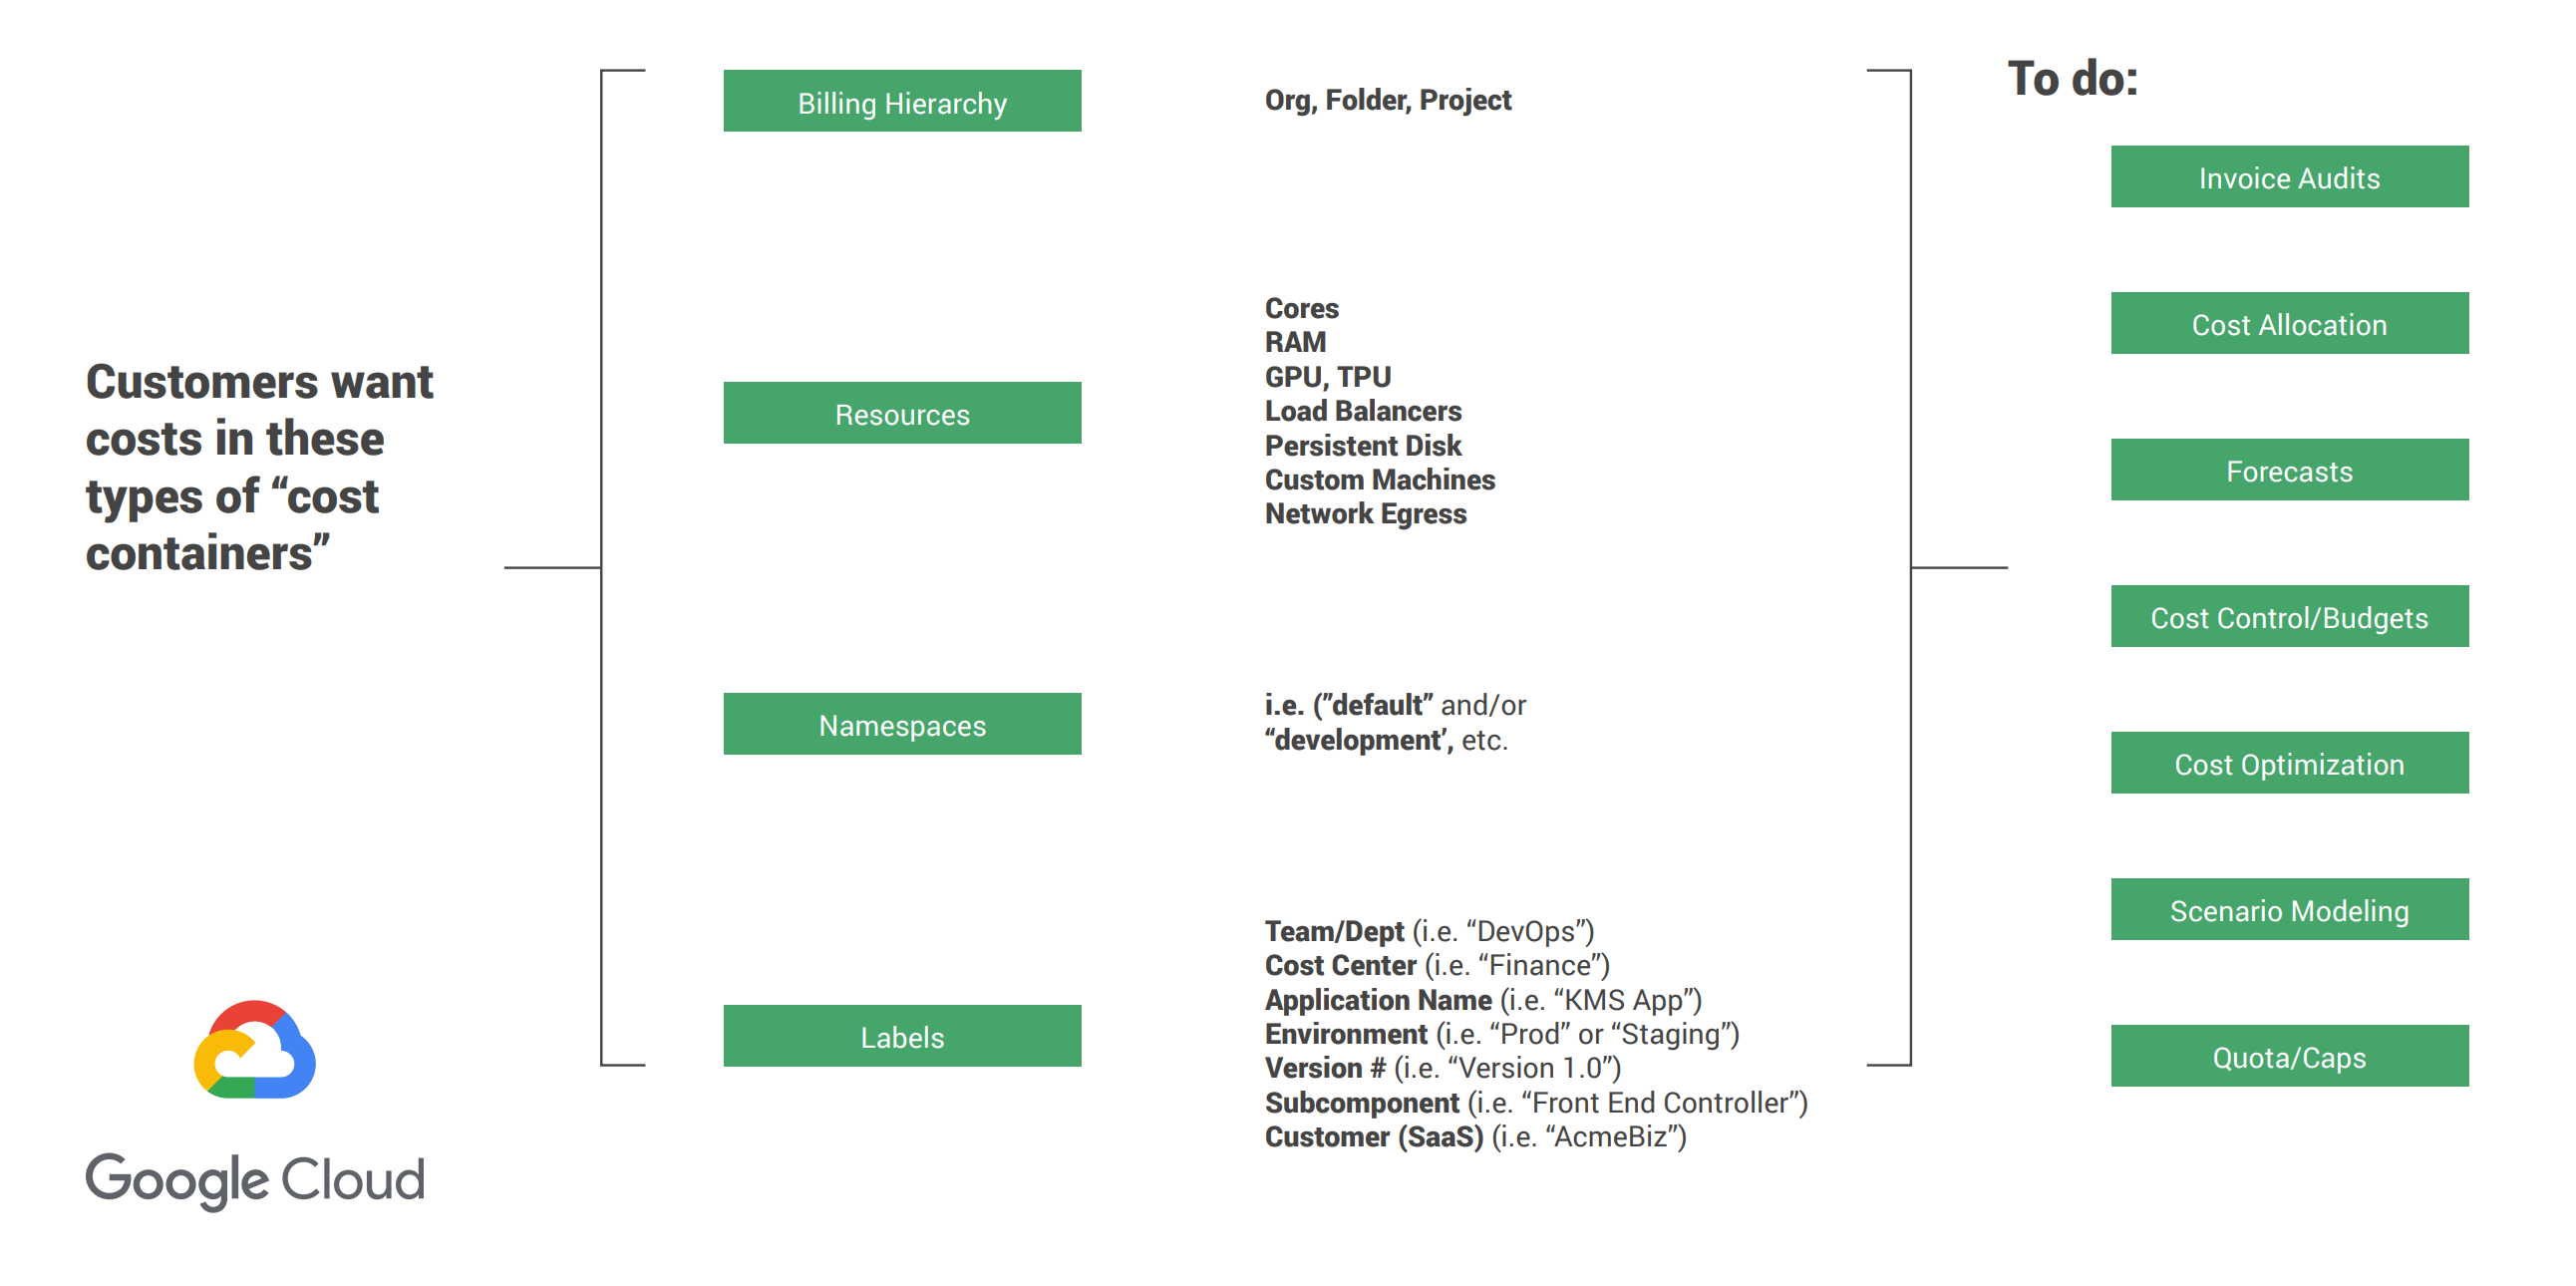 Customers want
costs in these
types of “cost
containers”
Billing Hierarchy
Org, Folder, Project
Resources
Cores
RAM
GPU, TPU
Load Balancers
Persistent Disk
Custom Machines
Network Egress
Namespaces
i.e. (”default” and/or
“development’, etc.
Labels
Team/Dept (i.e. “DevOps”)
Cost Center (i.e. “Finance”)
Application Name (i.e. “KMS App”)
Environment (i.e. “Prod” or “Staging”)
Version # (i.e. “Version 1.0”)
Subcomponent (i.e. “Front End Controller”)
Customer (SaaS) (i.e. “AcmeBiz”)
To do:
Invoice Audits
Cost Allocation
Forecasts
Cost Control/Budgets
Cost Optimization
Scenario Modeling
Quota/Caps
Google Cloud